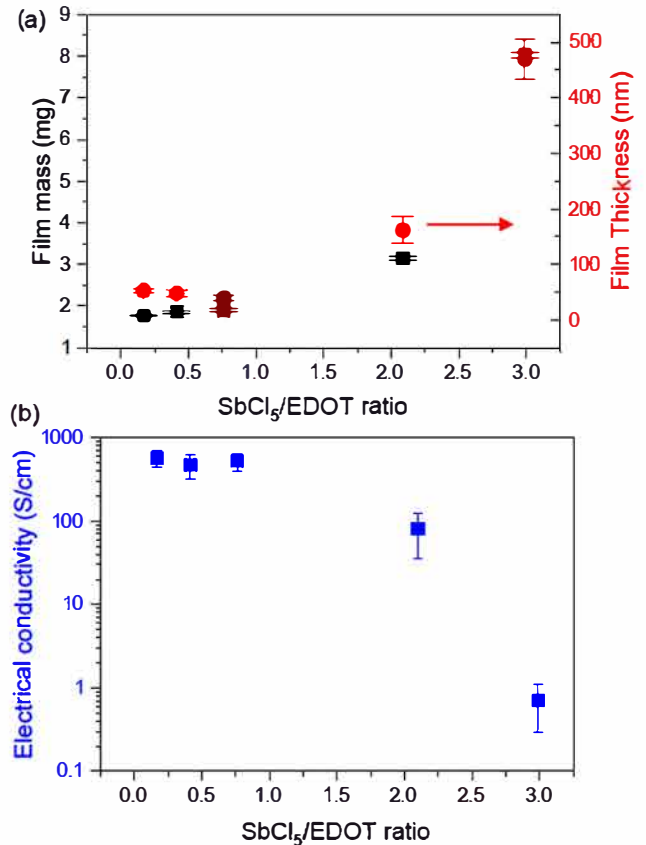 (a)
9
8
7
6
5
4
3
2
1
Film mass (mg)
500
400
300
200
100
0
Film Thickness (nm)
0.0 0.5 1.0 1.5 2.0 2.5 3.0
SbCl₅/EDOT ratio
(b)
1000
100
10
1
0.1
Electrical conductivity (S/cm)
0.0 0.5 1.0 1.5 2.0 2.5 3.0
SbCl₅/EDOT ratio